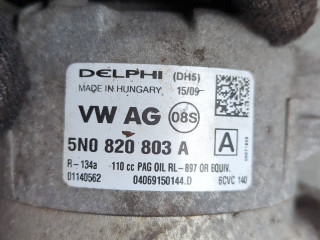 DELPHI (DH5)
MADE IN HUNGARY 15/09
VW AG 08S
5N0 820 803 A A
R-134a 110 cc PAG OIL RL-897 OR EQUIV.
01140562 04069150144.D 6CVC 140